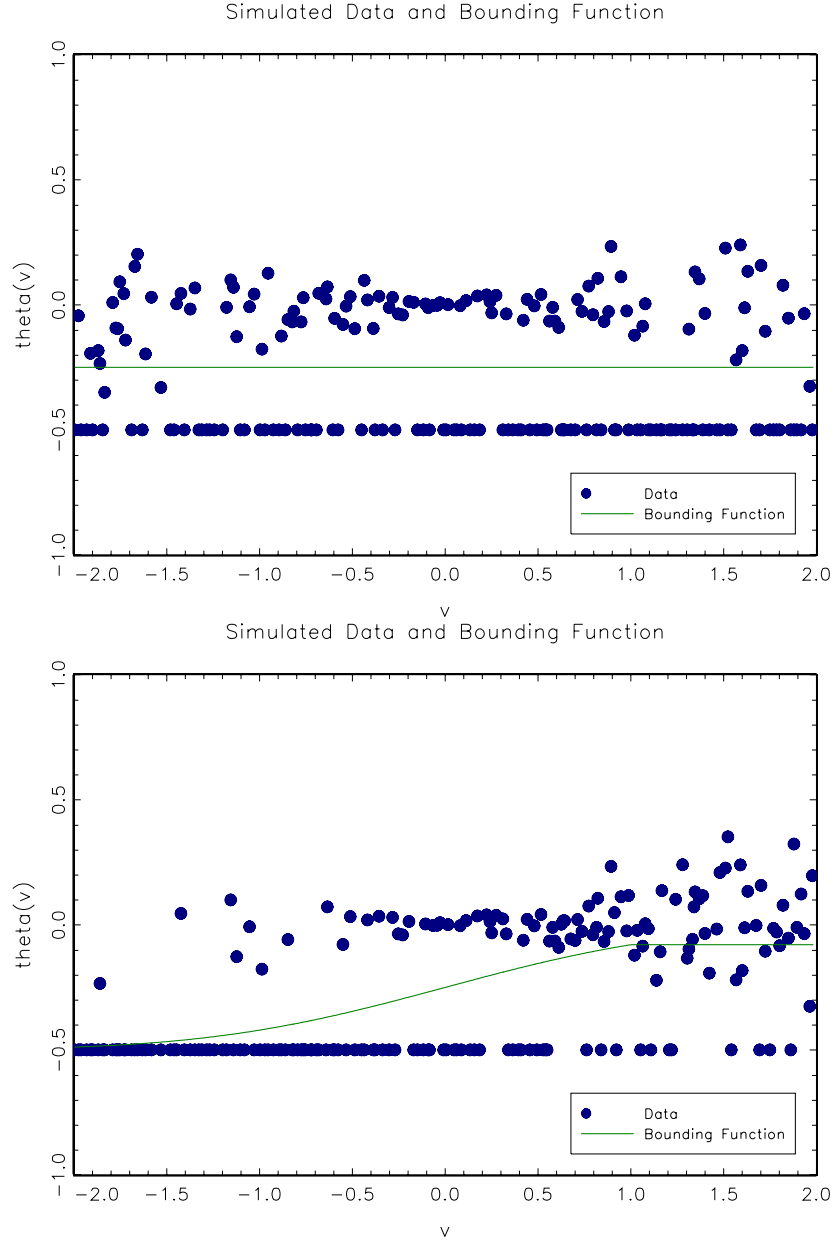 Simulated Data and Bounding Function
1.0
0.5
0.0
-0.5
-1.0
theta(v)
Data
Bounding Function
-2.0 -1.5 -1.0 -0.5 0.0 0.5 1.0 1.5 2.0
v
Simulated Data and Bounding Function
1.0
0.5
0.0
-0.5
-1.0
theta(v)
Data
Bounding Function
-2.0 -1.5 -1.0 -0.5 0.0 0.5 1.0 1.5 2.0
v